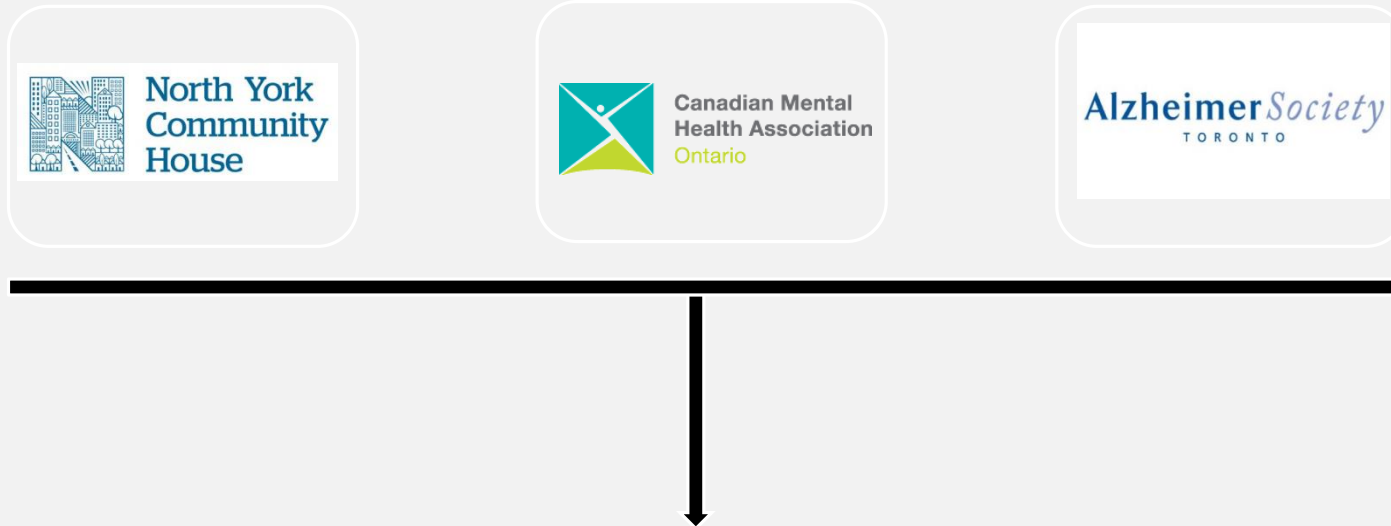 North York
Community
House
Canadian Mental
Health Association
Ontario
Alzheimer Society
TORONTO